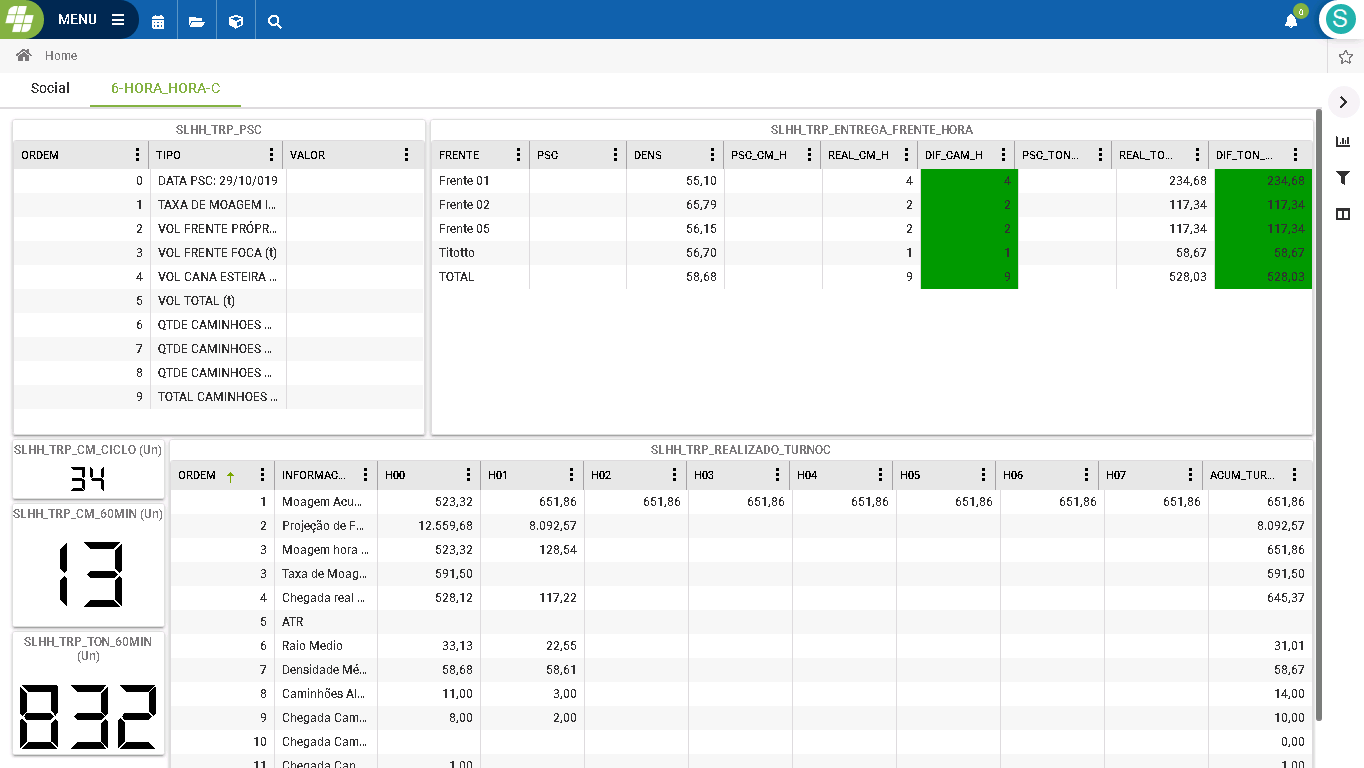 MENU
0
S
Home
Social 6-HORA_HORA-C
SLHH_TRP_PSC
ORDEM TIPO VALOR
0 DATA PSC: 29/10/019
1 TAXA DE MOAGEM I...
2 VOL FRENTE PRÓPR...
3 VOL FRENTE FOCA (t)
4 VOL CANA ESTEIRA ...
5 VOL TOTAL (t)
6 QTDE CAMINHOES ...
7 QTDE CAMINHOES ...
8 QTDE CAMINHOES ...
9 TOTAL CAMINHOES ...
SLHH_TRP_ENTREGA_FRENTE_HORA
FRENTE PSC DENS PSC_CM_H REAL_CM_H DIF_CAM_H PSC_TON... REAL_TO... DIF_TON_...
Frente 01 55,10 4 4 234,68 234,68
Frente 02 65,79 2 2 117,34 117,34
Frente 05 56,15 2 2 117,34 117,34
Titotto 56,70 1 1 58,67 58,67
TOTAL 58,68 9 9 528,03 528,03
SLHH_TRP_CM_CICLO (Un)
34
SLHH_TRP_CM_60MIN (Un)
13
SLHH_TRP_TON_60MIN
(Un)
832
SLHH_TRP_REALIZADO_TURNOC
ORDEM INFORMAC... H00 H01 H02 H03 H04 H05 H06 H07 ACUM_TUR...
1 Moagem Acu... 523,32 651,86 651,86 651,86 651,86 651,86 651,86 651,86 651,86
2 Projeção de F... 12.559,68 8.092,57 8.092,57
3 Moagem hora ... 523,32 128,54 651,86
3 Taxa de Moag... 591,50 591,50
4 Chegada real ... 528,12 117,22 645,37
5 ATR
6 Raio Medio 33,13 22,55 31,01
7 Densidade Mé... 58,68 58,61 58,67
8 Caminhões Al... 11,00 3,00 14,00
9 Chegada Cam... 8,00 2,00 10,00
10 Chegada Cam... 0,00
11 Chegada Can... 1,00 1,00